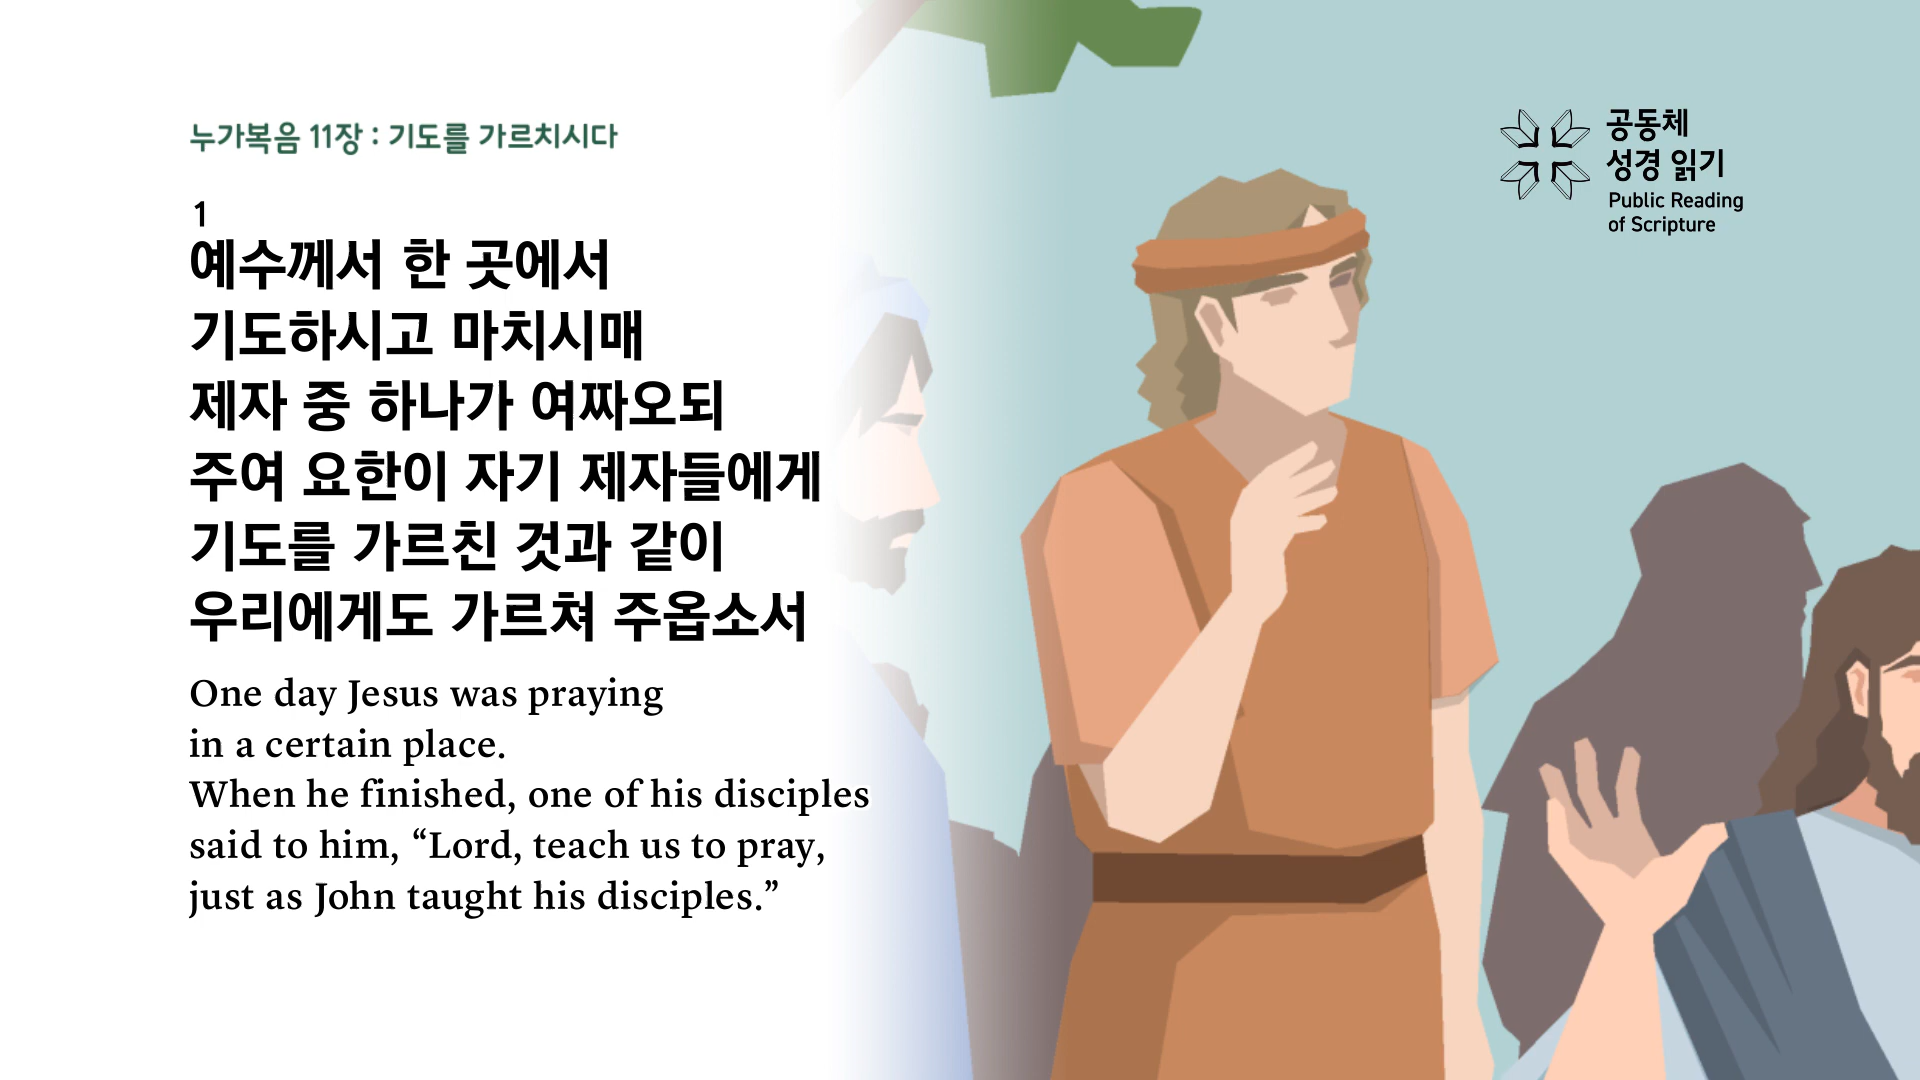 누가복음 11장 : 기도를 가르치시다
1
예수께서 한 곳에서
기도하시고 마치시매
제자 중 하나가 여짜오되
주여 요한이 자기 제자들에게
기도를 가르친 것과 같이
우리에게도 가르쳐 주옵소서
One day Jesus was praying
in a certain place.
When he finished, one of his disciples
said to him, “Lord, teach us to pray,
just as John taught his disciples.”
공동체
성경 읽기
Public Reading
of Scripture